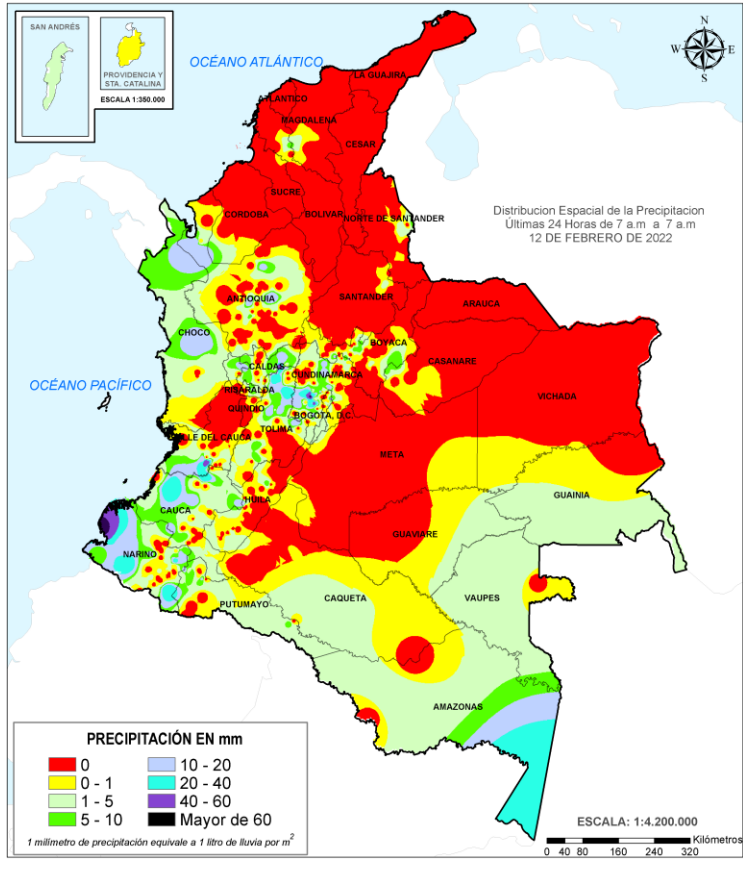 SAN ANDRÉS
PROVIDENCIA Y
STA. CATALINA
ESCALA 1:350.000
N
W
E
S
OCÉANO ATLÁNTICO
LA GUAJIRA
ATLANTICO
MAGDALENA
CESAR
SUCRE
CORDOBA
BOLIVAR
NORTE DE SANTANDER
Distribucion Espacial de la Precipitacion
Últimas 24 Horas de 7 a.m a 7 a.m
12 DE FEBRERO DE 2022
ANTIOQUIA
SANTANDER
ARAUCA
CHOCO
BOYACA
CASANARE
CALDAS
CUNDINAMARCA
OCÉANO PACÍFICO
RISARALDA
VICHADA
QUINDIO
BOGOTA, D.C.
TOLIMA
VALLE DEL CAUCA
META
GUAINIA
HUILA
CAUCA
GUAVIARE
NARIÑO
PUTUMAYO
CAQUETA
VAUPES
AMAZONAS
PRECIPITACIÓN EN mm
0
10 - 20
0 - 1
20 - 40
1 - 5
40 - 60
5 - 10
Mayor de 60
1 milímetro de precipitación equivale a 1 litro de lluvia por m2
ESCALA: 1:4.200.000
Kilómetros
0 40 80 160 240 320